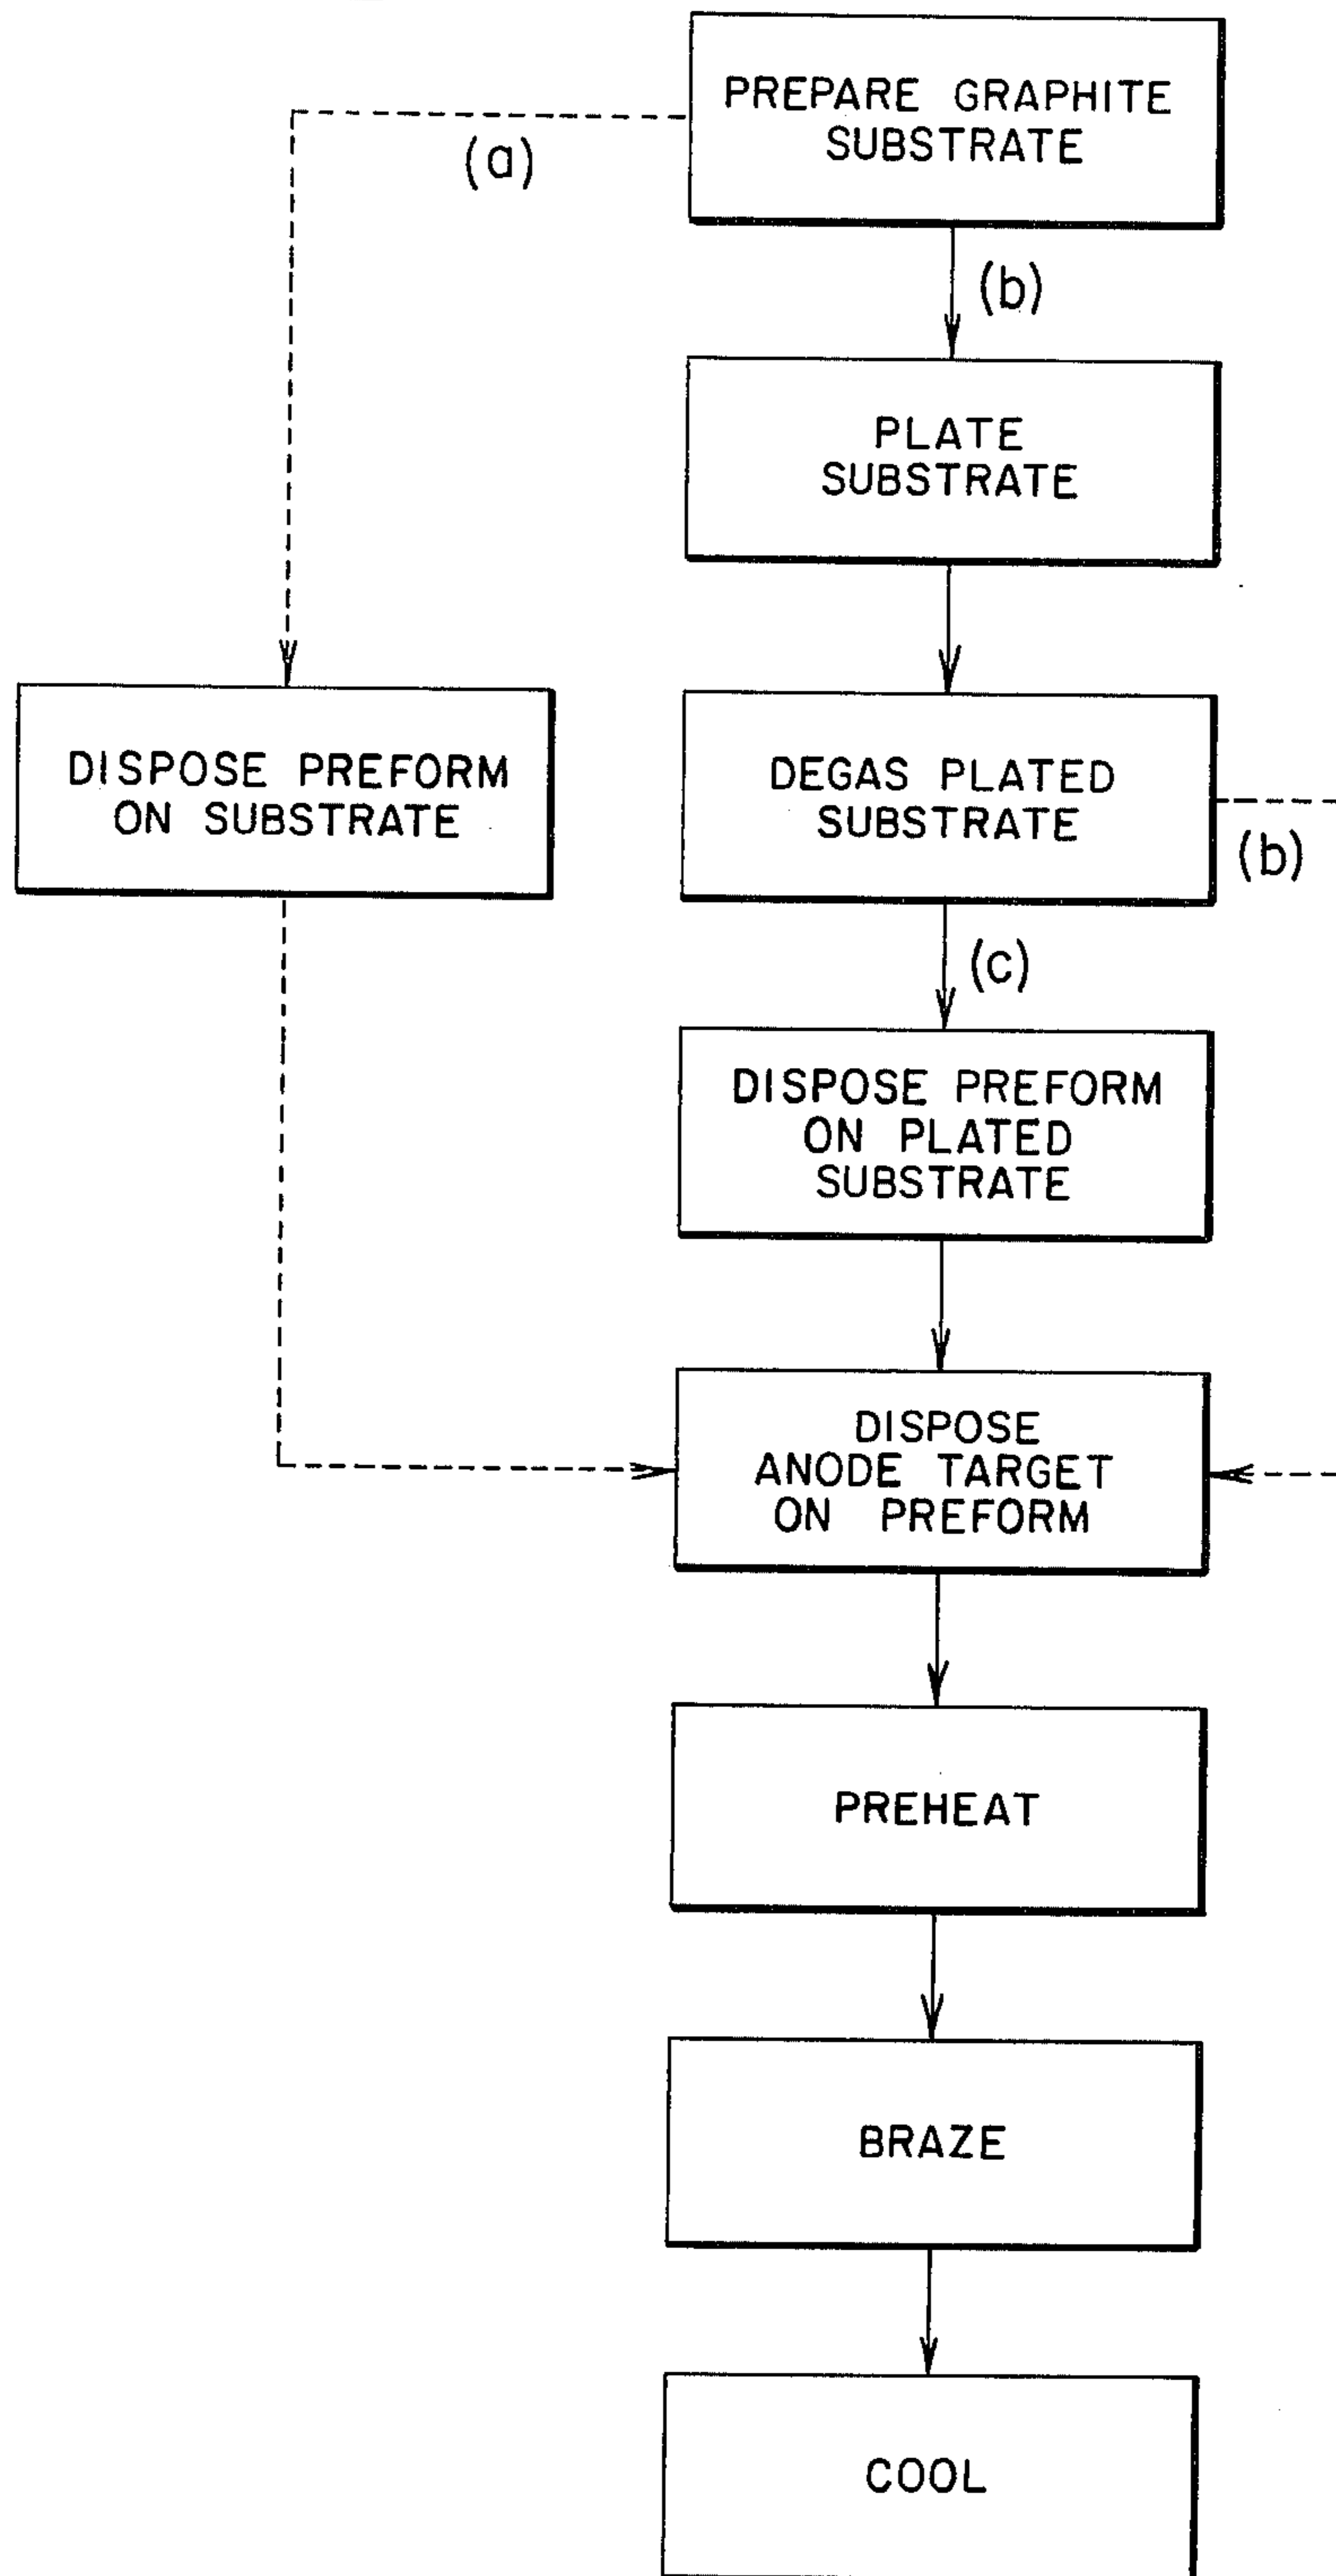 PREPARE GRAPHITE
SUBSTRATE
(a)
(b)
PLATE
SUBSTRATE
DISPOSE PREFORM
ON SUBSTRATE
DEGAS PLATED
SUBSTRATE
(b)
(c)
DISPOSE PREFORM
ON PLATED
SUBSTRATE
DISPOSE
ANODE TARGET
ON PREFORM
PREHEAT
BRAZE
COOL